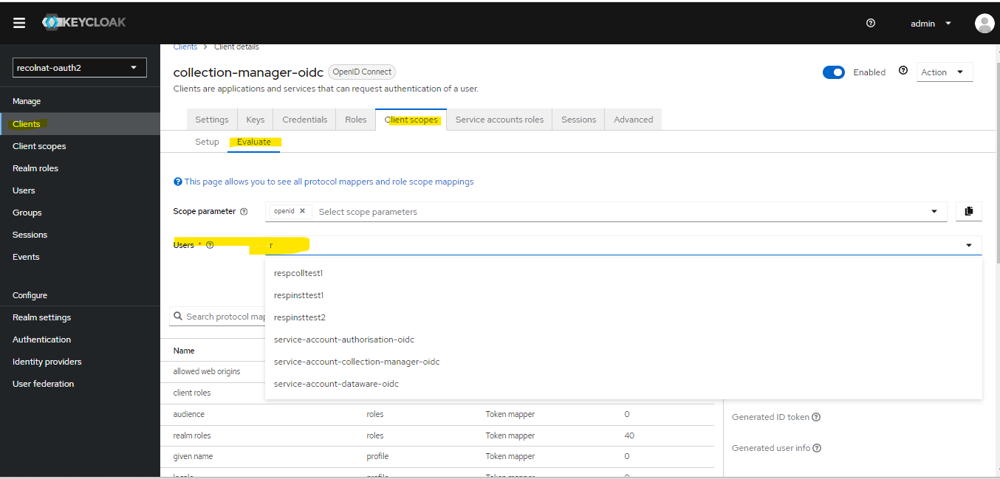 KEYCLOAK
admin
recolnat-oauth2
Manage
Clients
Client scopes
Realm roles
Users
Groups
Sessions
Events
Configure
Realm settings
Authentication
Identity providers
User federation
Clients > Client details
collection-manager-oidc OpenID Connect
Enabled
Action
Clients are applications and services that can request authentication of a user.
Settings Keys Credentials Roles Client scopes Service accounts roles Sessions Advanced
Setup Evaluate
This page allows you to see all protocol mappers and role scope mappings
Scope parameter openid Select scope parameters
Users * r
respcolltest1
respinsttest1
respinsttest2
service-account-authorisation-oidc
service-account-collection-manager-oidc
service-account-dataware-oidc
Search protocol map
Name
allowed web origins
client roles
audience roles Token mapper 0
realm roles roles Token mapper 40
given name profile Token mapper 0
Generated ID token
Generated user info